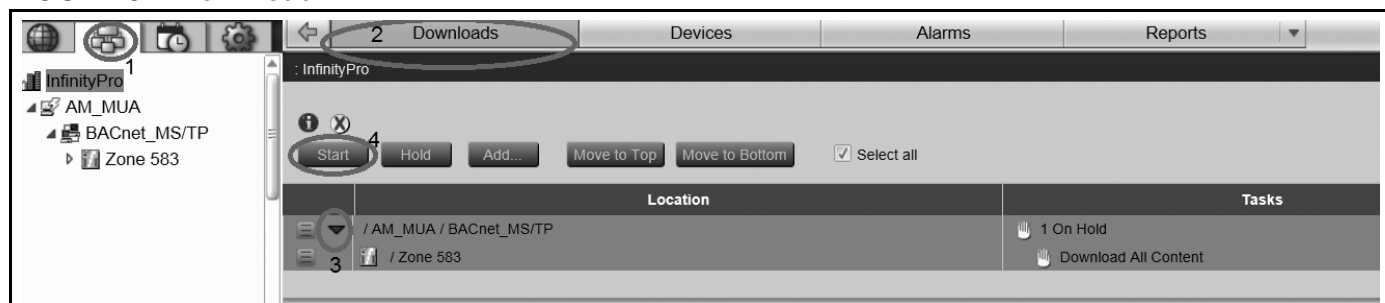 2 Downloads Devices Alarms Reports
1
InfinityPro
: InfinityPro
AM_MUA
BACnet_MS/TP
Zone 583
4
Start Hold Add... Move to Top Move to Bottom Select all
Location Tasks
/ AM_MUA / BACnet_MS/TP 1 On Hold
3 / Zone 583 Download All Content